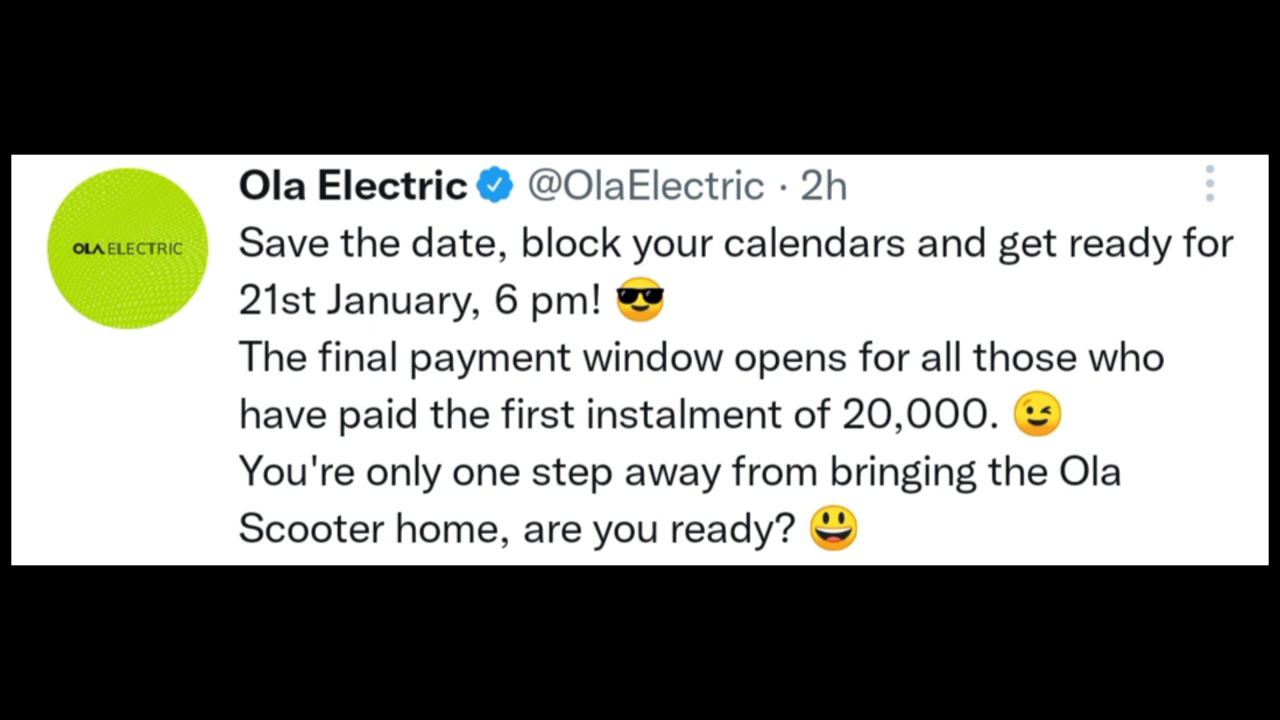 OLA ELECTRIC
Ola Electric @OlaElectric · 2h
Save the date, block your calendars and get ready for
21st January, 6 pm! 😎
The final payment window opens for all those who
have paid the first instalment of 20,000. 😉
You're only one step away from bringing the Ola
Scooter home, are you ready? 😃